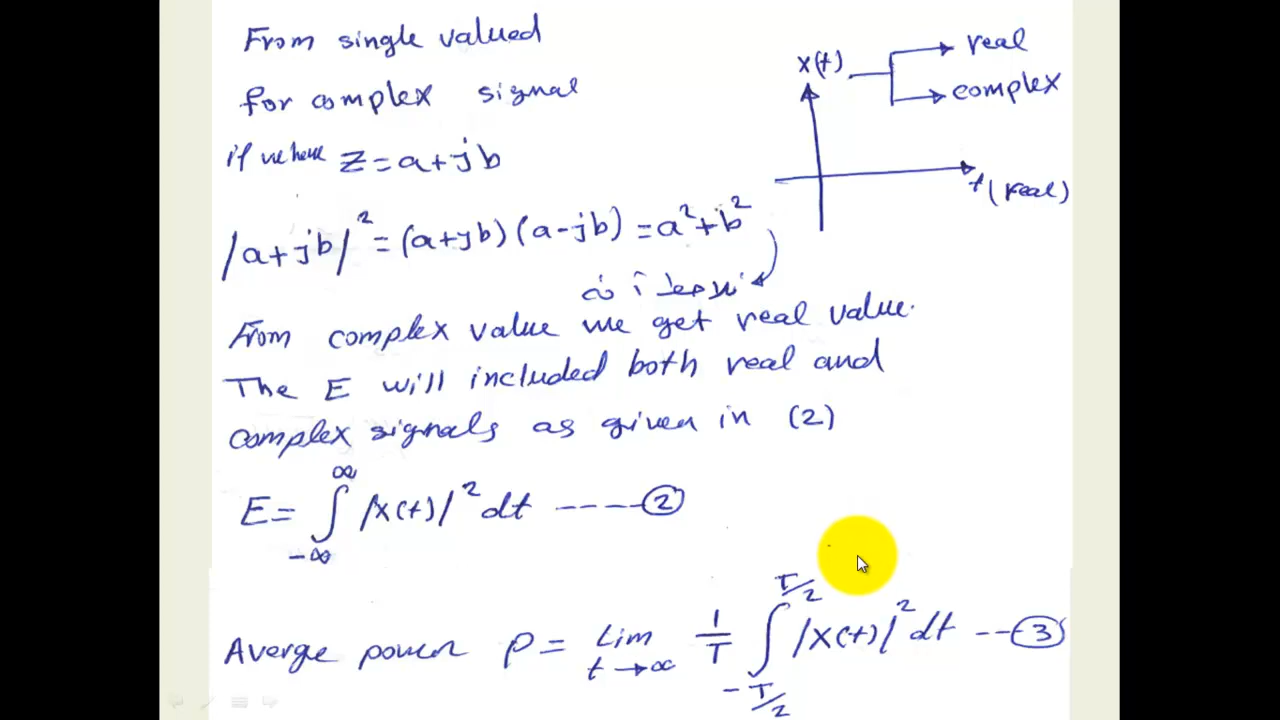 From single valued
for complex signal
if we have Z = a + jb
|a + jb|² = (a + jb) (a - jb) = a² + b²
From complex value we get real value.
The E will included both real and
complex signals as given in (2)
E = ∫_{-∞}^{∞} |x(t)|² dt ----- ②
Averge power P = Lim_{t→∞} 1/T ∫_{-T/2}^{T/2} |x(t)|² dt -- ③
x(t)
real
complex
t (real)